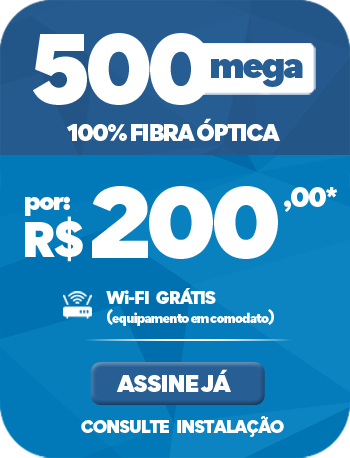 500 mega
100% FIBRA ÓPTICA
por:
R$ 200,00*
Wi-FI GRÁTIS
(equipamento em comodato)
ASSINE JÁ
CONSULTE INSTALAÇÃO